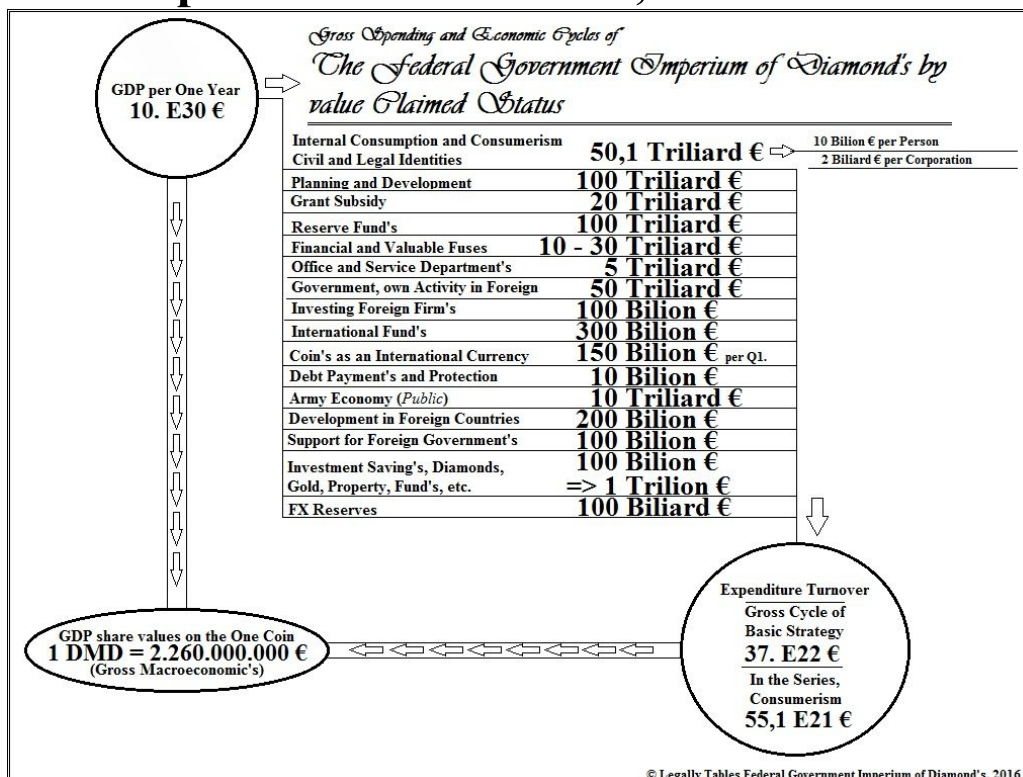 GDP per One Year
10. E30 €
Gross Spending and Economic Cycles of
The Federal Government Imperium of Diamond's by
value Claimed Status
Internal Consumption and Consumerism
Civil and Legal Identities 50,1 Triliard €
10 Bilion € per Person
2 Biliard € per Corporation
Planning and Development 100 Triliard €
Grant Subsidy 20 Triliard €
Reserve Fund's 100 Triliard €
Financial and Valuable Fuses 10 - 30 Triliard €
Office and Service Department's 5 Triliard €
Government, own Activity in Foreign 50 Triliard €
Investing Foreign Firm's 100 Bilion €
International Fund's 300 Bilion €
Coin's as an International Currency 150 Bilion € per Q1.
Debt Payment's and Protection 10 Bilion €
Army Economy (Public) 10 Triliard €
Development in Foreign Countries 200 Bilion €
Support for Foreign Government's 100 Bilion €
Investment Saving's, Diamonds, 100 Bilion €
Gold, Property, Fund's, etc. => 1 Trilion €
FX Reserves 100 Biliard €
Expenditure Turnover
Gross Cycle of
Basic Strategy
37. E22 €
In the Series,
Consumerism
55,1 E21 €
GDP share values on the One Coin
1 DMD = 2.260.000.000 €
(Gross Macroeconomic's)
© Legally Tables Federal Government Imperium of Diamond's, 2016